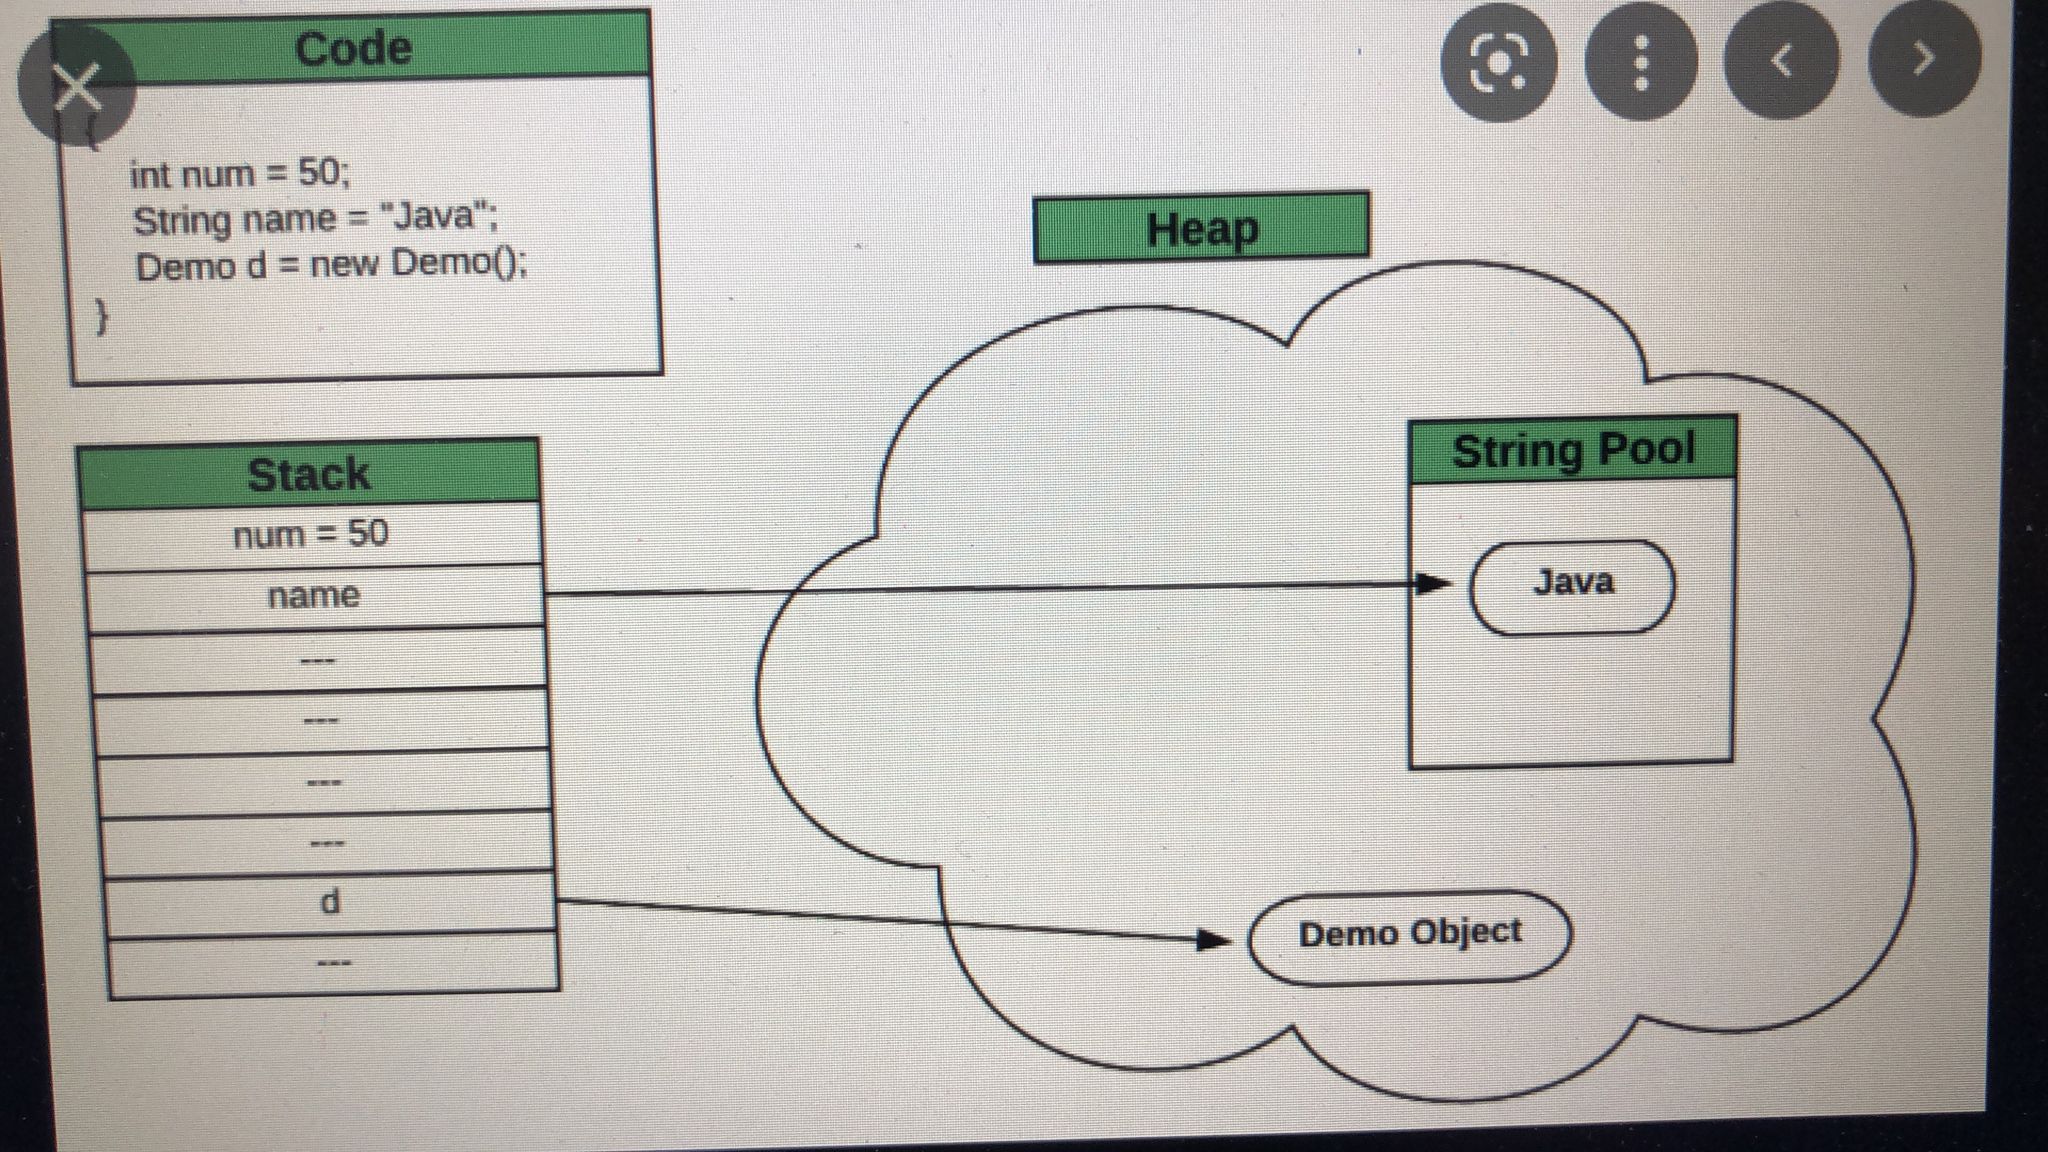 Code
{
int num = 50;
String name = "Java";
Demo d = new Demo();
}
Heap
Stack
num = 50
name
---
---
---
---
d
---
String Pool
Java
Demo Object